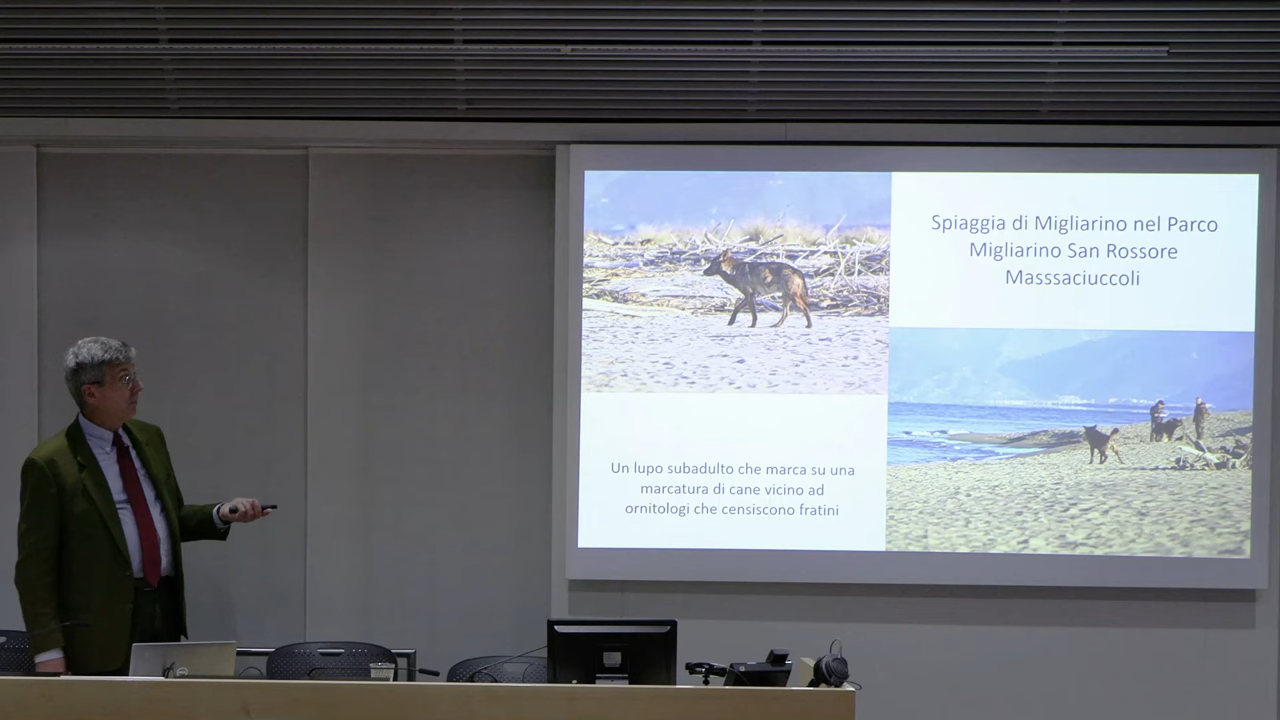 Spiaggia di Migliarino nel Parco
Migliarino San Rossore
Masssaciuccoli
Un lupo subadulto che marca su una
marcatura di cane vicino ad
ornitologi che censiscono fratini